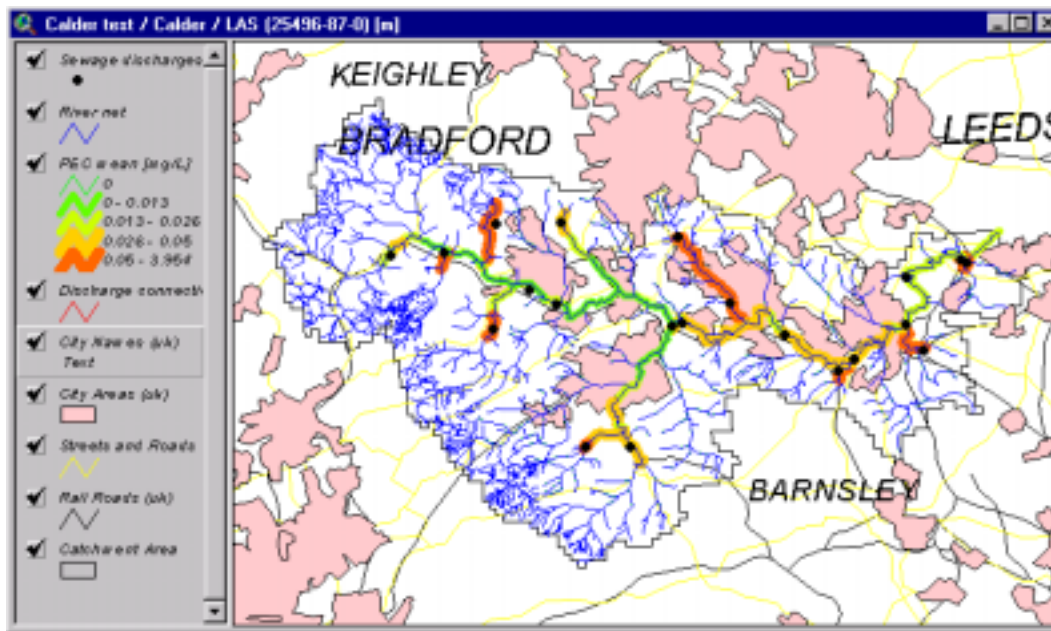 Calder test / Calder / LAS (25496-87-0) [m]
Sewage discharges
River net
PEC mean [mg/L]
0
0 - 0.013
0.013 - 0.026
0.026 - 0.05
0.05 - 3.954
Discharge connecti
City Names (uk)
Text
City Areas (uk)
Streets and Roads
Rail Roads (uk)
Catchment Area
KEIGHLEY
BRADFORD
LEEDS
BARNSLEY